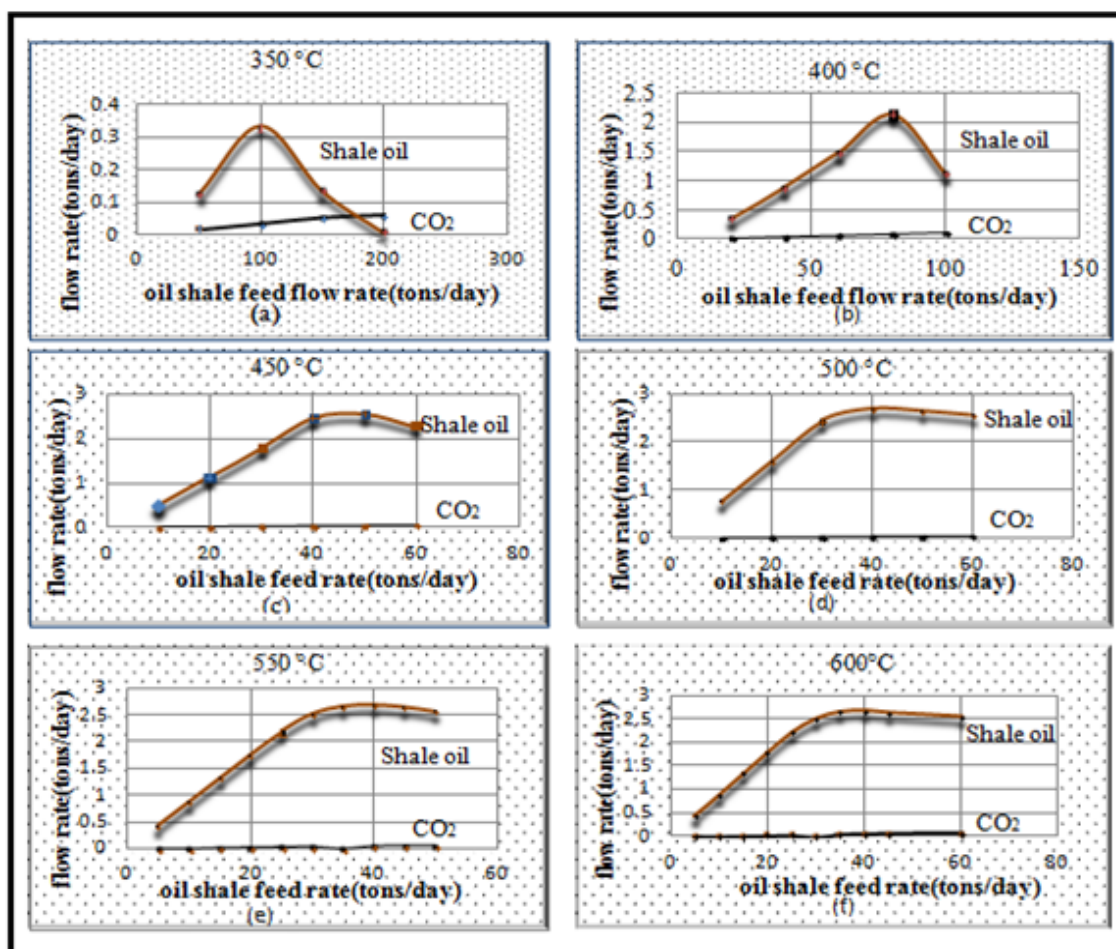 350 °C
0.4
0.3
0.2
0.1
0
Shale oil
CO2
0 100 200 300
flow rate(tons/day)
oil shale feed flow rate(tons/day)
(a)
400 °C
2.5
2
1.5
1
0.5
0
Shale oil
CO2
0 50 100 150
flow rate(tons/day)
oil shale feed flow rate(tons/day)
(b)
450 °C
3
2
1
0
Shale oil
CO2
0 20 40 60 80
flow rate(tons/day)
oil shale feed rate(tons/day)
(c)
500 °C
3
2
1
0
Shale oil
CO2
0 20 40 60 80
flow rate(tons/day)
oil shale feed rate(tons/day)
(d)
550 °C
3
2.5
2
1.5
1
0.5
0
Shale oil
CO2
0 20 40 60
flow rate(tons/day)
oil shale feed rate(tons/day)
(e)
600°C
3
2.5
2
1.5
1
0.5
0
Shale oil
CO2
0 20 40 60 80
flow rate(tons/day)
oil shale feed rate(tons/day)
(f)